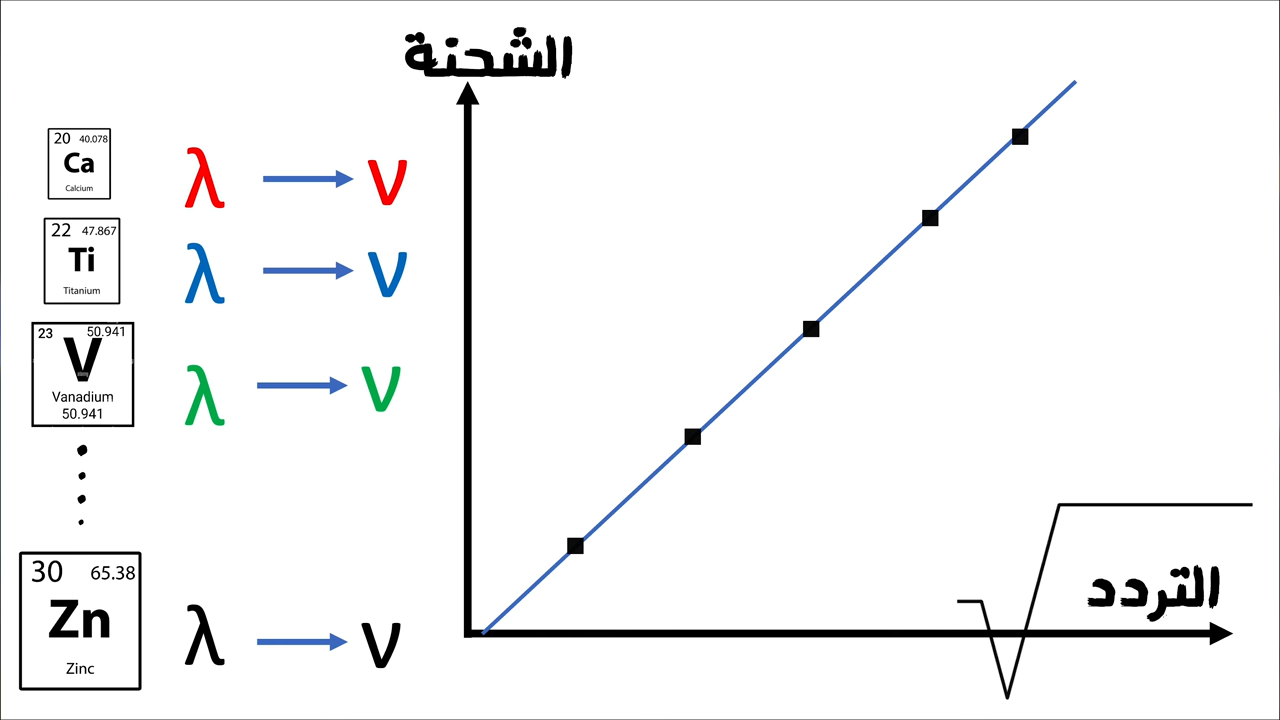 الشحنة
20 40.078
Ca
Calcium
λ ν
22 47.867
Ti
Titanium
λ ν
23 50.941
V
Vanadium
50.941
λ ν
30 65.38
Zn
Zinc
λ ν
التردد